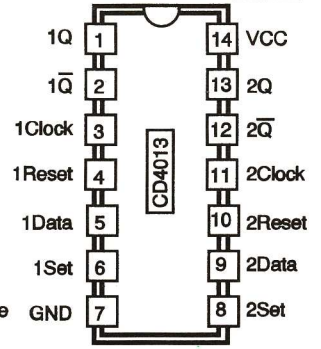 1Q 1 14 VCC
1Q̅ 2 13 2Q
1Clock 3 12 2Q̅
1Reset 4 11 2Clock
1Data 5 10 2Reset
1Set 6 9 2Data
e GND 7 8 2Set
CD4013